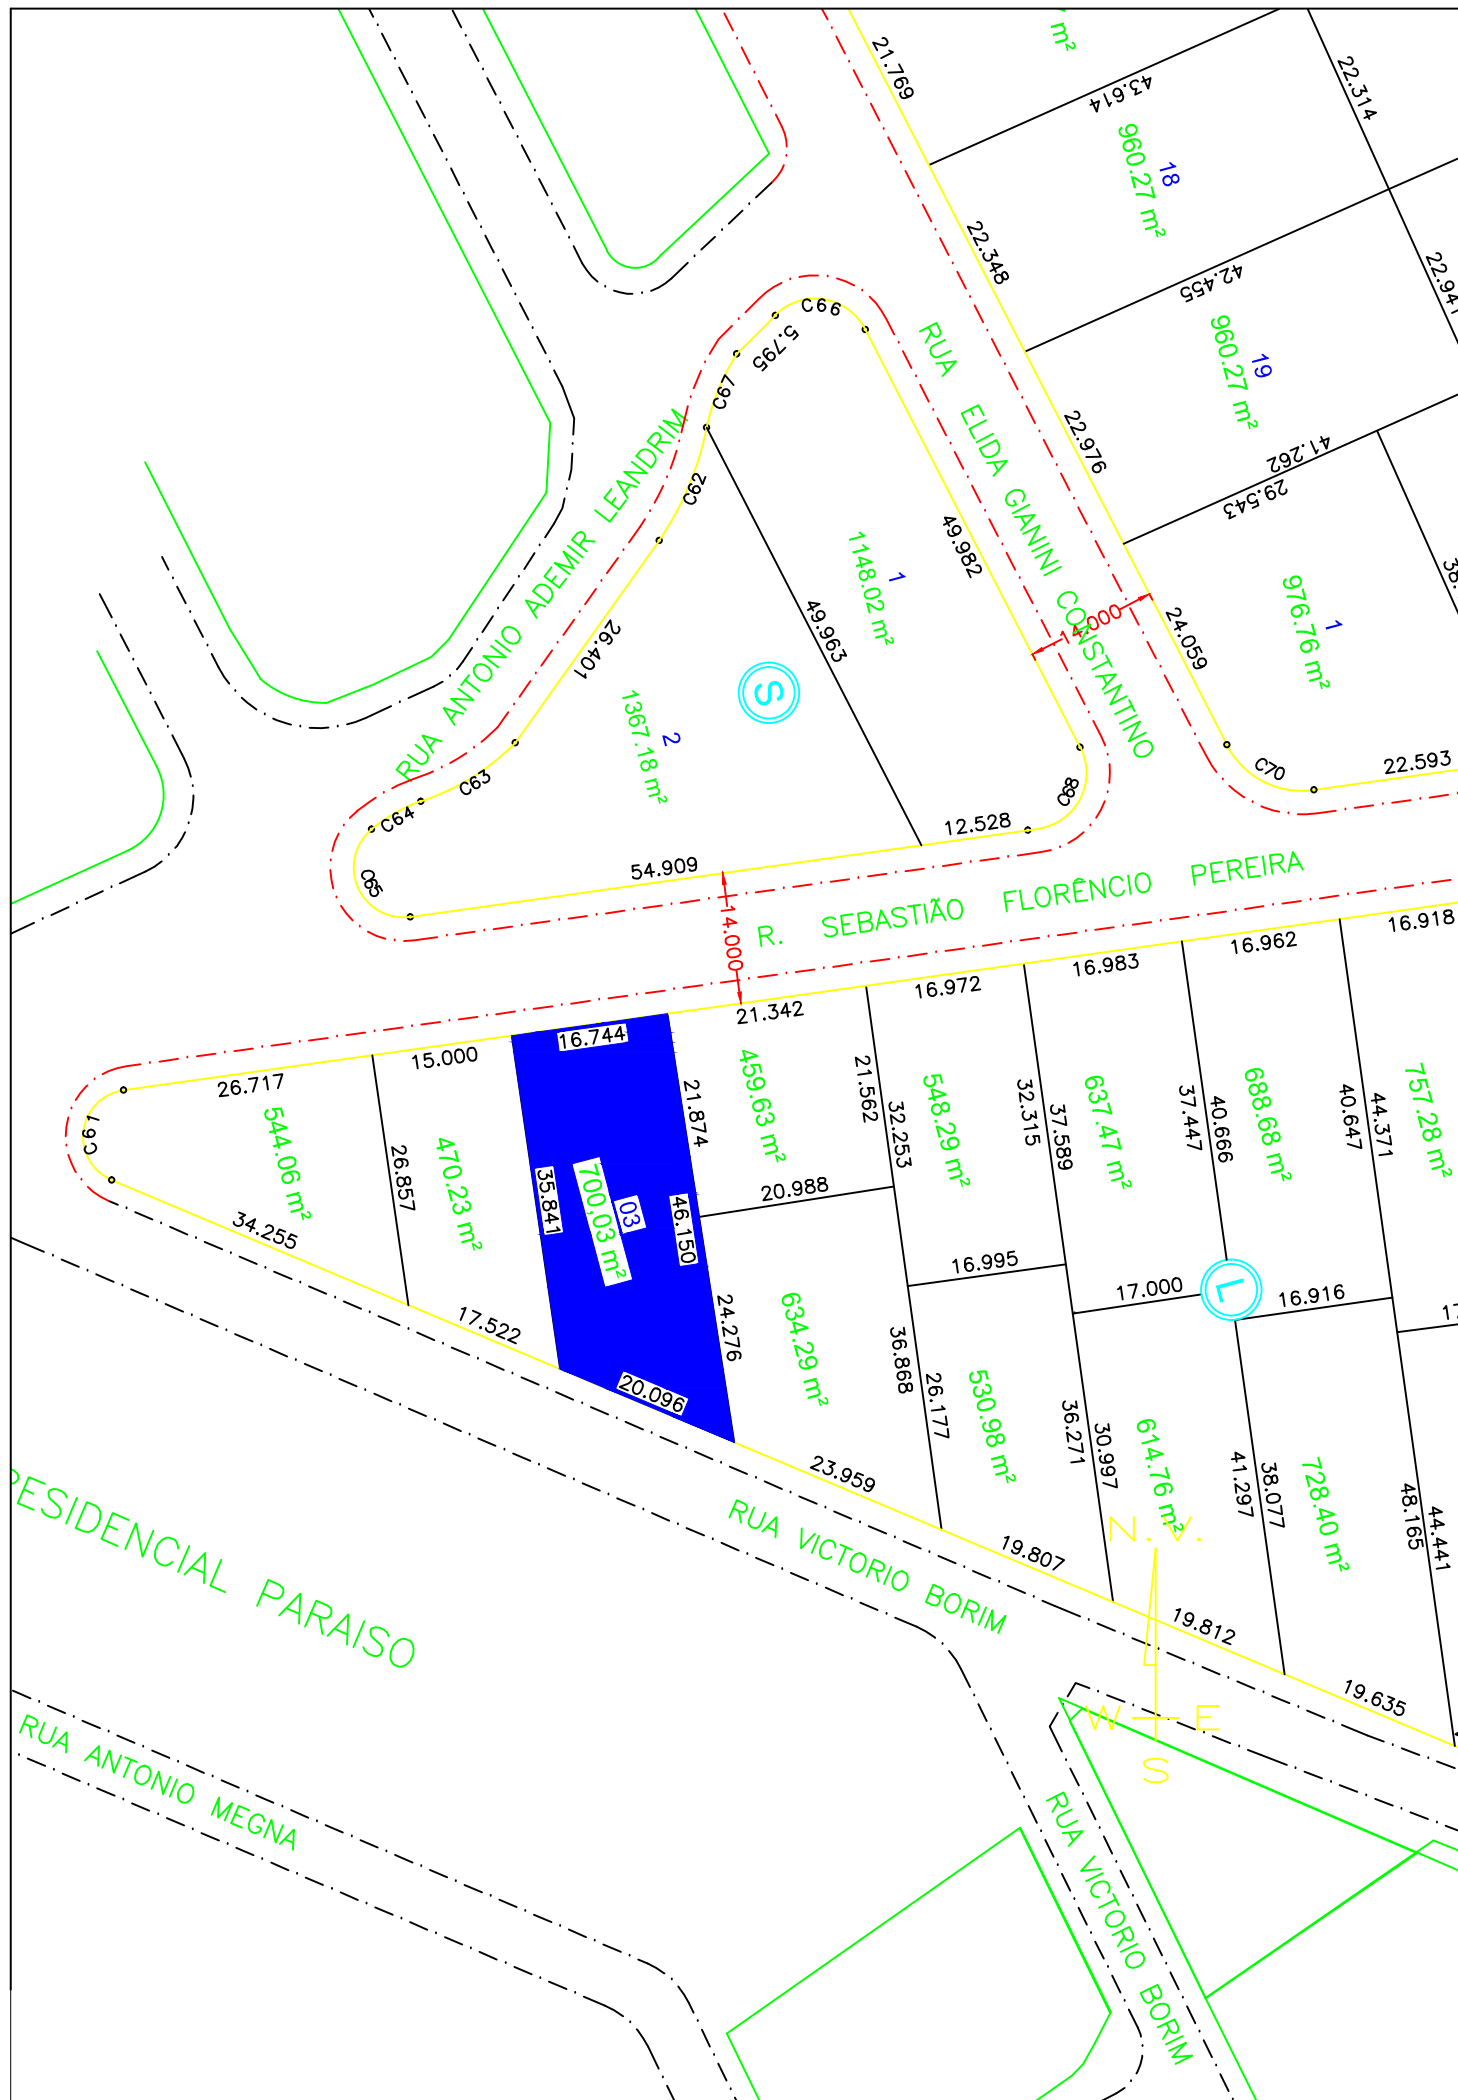 m²
21.769
43.614
22.314
960.27 m²
18
22.348
42.455
22.941
960.27 m²
19
C66
5.795
C67
RUA ELIDA GIANINI CONSTANTINO
22.976
41.262
29.543
C62
RUA ANTONIO ADEMIR LEANDRIM
49.982
1148.02 m²
1
49.963
14.000
24.059
976.76 m²
1
38.
26.401
S
1367.18 m²
2
C63
C64
C65
C68
C70
22.593
12.528
54.909
14.000
R. SEBASTIÃO FLORÊNCIO PEREIRA
16.918
16.962
16.983
16.972
21.342
16.744
15.000
26.717
C61
544.06 m²
26.857
470.23 m²
35.841
700,03 m²
03
21.874
46.150
459.63 m²
21.562
32.253
548.29 m²
32.315
37.589
637.47 m²
37.447
40.666
688.68 m²
40.647
44.371
757.28 m²
20.988
16.995
17.000
L
16.916
17
34.255
17.522
20.096
24.276
634.29 m²
36.868
26.177
530.98 m²
36.271
30.997
614.76 m²
41.297
38.077
728.40 m²
48.165
44.441
23.959
19.807
19.812
19.635
RUA VICTORIO BORIM
N.V.
W E
S
RESIDENCIAL PARAISO
RUA ANTONIO MEGNA
RUA VICTORIO BORIM